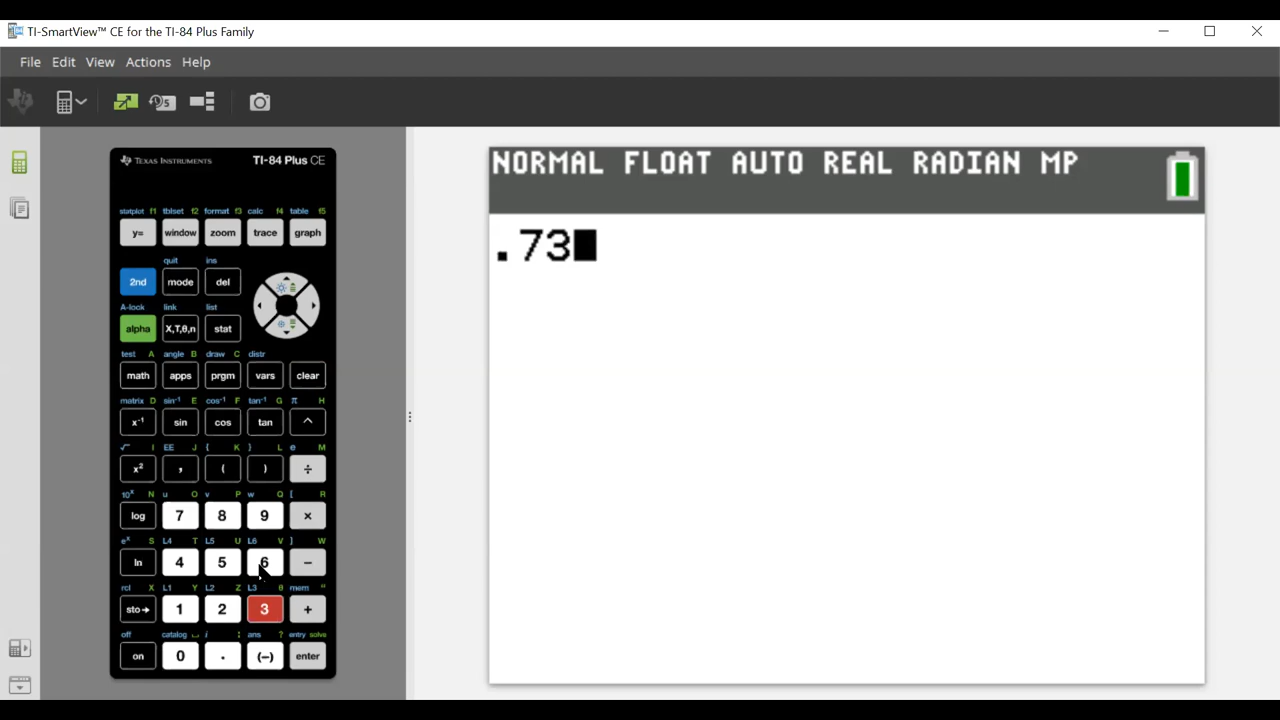 TI-SmartView™ CE for the TI-84 Plus Family
File Edit View Actions Help
TEXAS INSTRUMENTS TI-84 Plus CE
statplot f1 tblset f2 format f3 calc f4 table f5
y= window zoom trace graph
quit ins
2nd mode del
A-lock link list
alpha X,T,θ,n stat
test A angle B draw C distr
math apps prgm vars clear
matrix D sin⁻¹ E cos⁻¹ F tan⁻¹ G π H
x⁻¹ sin cos tan ^
√ I EE J { K } L e M
x² , ( ) ÷
10ˣ N u O v P w Q [ R
log 7 8 9 ×
eˣ S L4 T L5 U L6 V ] W
ln 4 5 6 −
rcl X L1 Y L2 Z L3 θ mem "
sto→ 1 2 3 +
off catalog ⎵ i : ans ? entry solve
on 0 . (−) enter
NORMAL FLOAT AUTO REAL RADIAN MP
.73